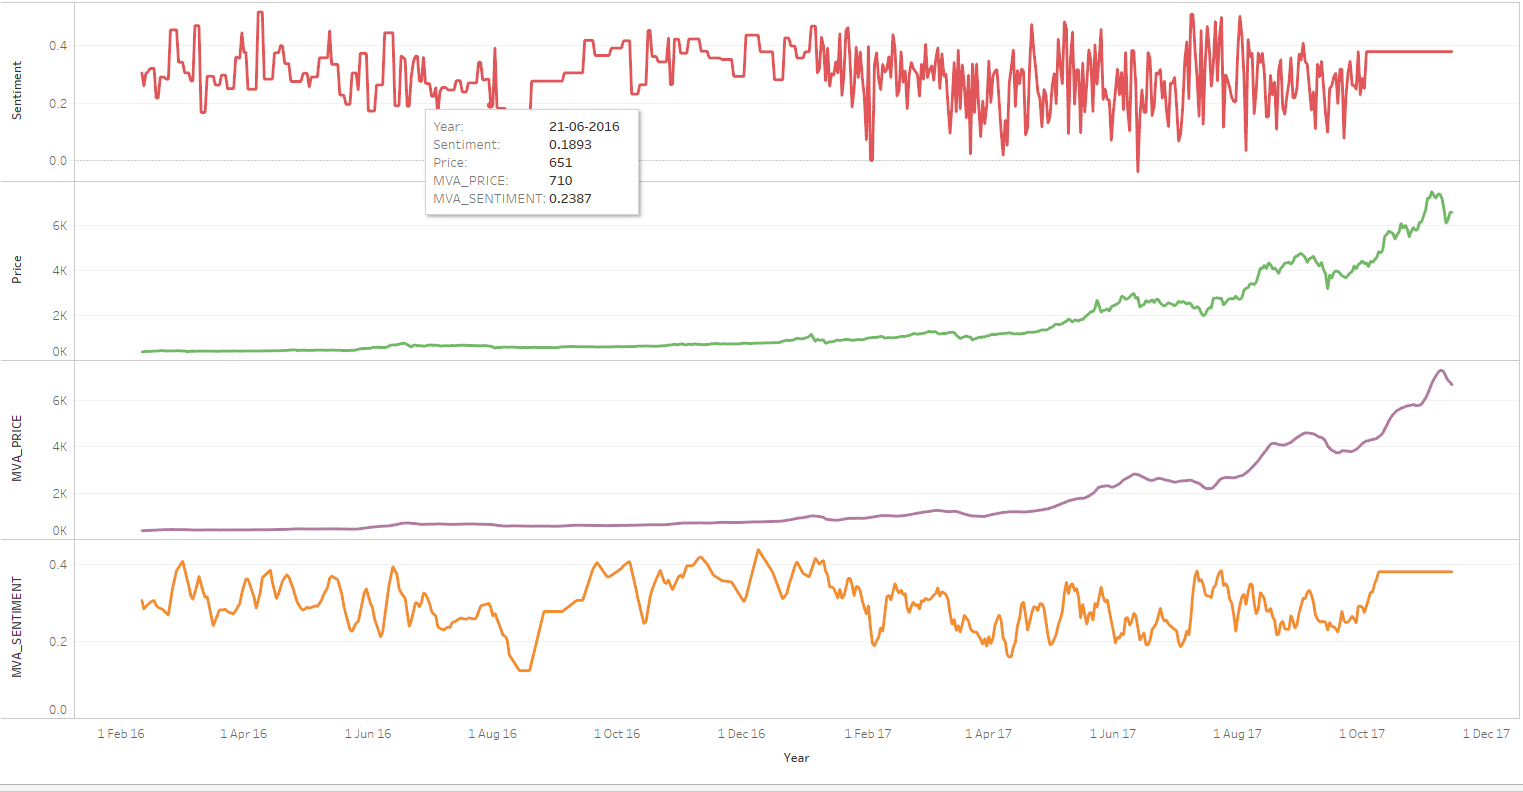 Sentiment
0.4
0.2
0.0
Year: 21-06-2016
Sentiment: 0.1893
Price: 651
MVA_PRICE: 710
MVA_SENTIMENT: 0.2387
Price
6K
4K
2K
0K
MVA_PRICE
6K
4K
2K
0K
MVA_SENTIMENT
0.4
0.2
0.0
1 Feb 16 1 Apr 16 1 Jun 16 1 Aug 16 1 Oct 16 1 Dec 16 1 Feb 17 1 Apr 17 1 Jun 17 1 Aug 17 1 Oct 17 1 Dec 17
Year